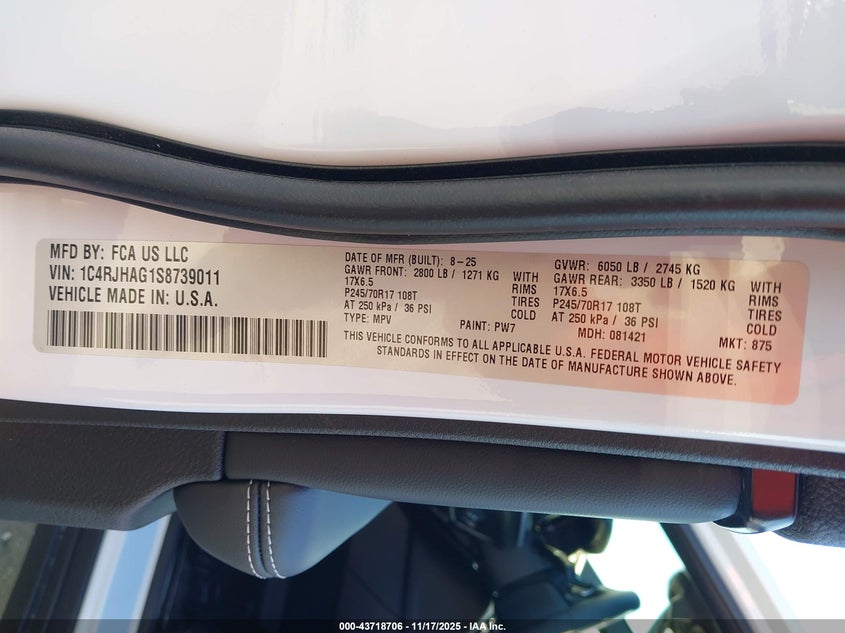 MFD BY: FCA US LLC
VIN: 1C4RJHAG1S8739011
VEHICLE MADE IN U.S.A.
DATE OF MFR (BUILT): 8-25
GAWR FRONT: 2800 LB / 1271 KG WITH
17X6.5 RIMS
P245/70R17 108T TIRES
AT 250 kPa / 36 PSI COLD
TYPE: MPV PAINT: PW7
GVWR: 6050 LB / 2745 KG
GAWR REAR: 3350 LB / 1520 KG WITH
17X6.5 RIMS
P245/70R17 108T TIRES
AT 250 kPa / 36 PSI COLD
MDH: 081421 MKT: 875
THIS VEHICLE CONFORMS TO ALL APPLICABLE U.S.A. FEDERAL MOTOR VEHICLE SAFETY
STANDARDS IN EFFECT ON THE DATE OF MANUFACTURE SHOWN ABOVE.
000-43718706 - 11/17/2025 - IAA Inc.